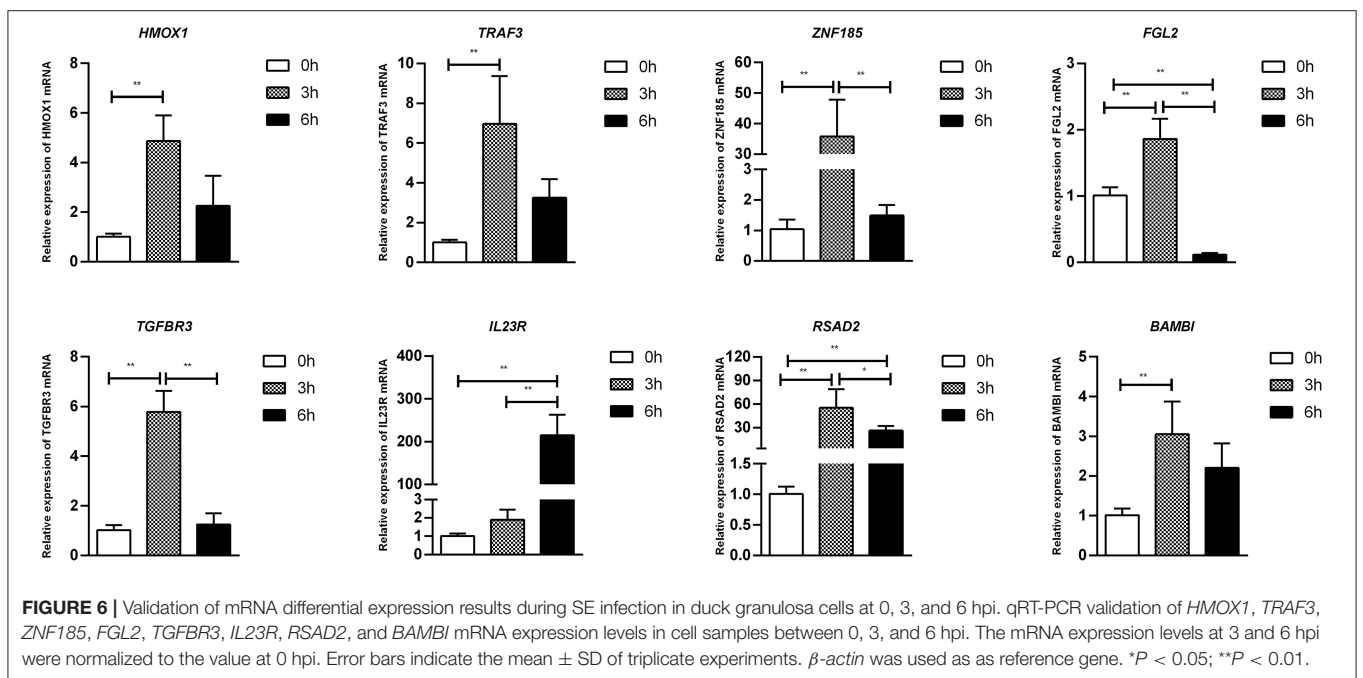 HMOX1
Relative expression of HMOX1 mRNA
8
6
4
2
0
**
0h
3h
6h
TRAF3
Relative expression of TRAF3 mRNA
10
8
6
4
2
0
**
0h
3h
6h
ZNF185
Relative expression of ZNF185 mRNA
60
50
40
30
3
2
1
0
** **
0h
3h
6h
FGL2
Relative expression of FGL2 mRNA
3
2
1
0
**
** **
0h
3h
6h
TGFBR3
Relative expression of TGFBR3 mRNA
8
6
4
2
0
** **
0h
3h
6h
IL23R
Relative expression of IL23R mRNA
400
300
200
100
3
2
1
0
**
**
0h
3h
6h
RSAD2
Relative expression of RSAD2 mRNA
120
90
60
30
1.5
1.0
0.5
0.0
**
** *
0h
3h
6h
BAMBI
Relative expression of BAMBI mRNA
5
4
3
2
1
0
**
0h
3h
6h
FIGURE 6 | Validation of mRNA differential expression results during SE infection in duck granulosa cells at 0, 3, and 6 hpi. qRT-PCR validation of HMOX1, TRAF3,
ZNF185, FGL2, TGFBR3, IL23R, RSAD2, and BAMBI mRNA expression levels in cell samples between 0, 3, and 6 hpi. The mRNA expression levels at 3 and 6 hpi
were normalized to the value at 0 hpi. Error bars indicate the mean ± SD of triplicate experiments. β-actin was used as as reference gene. *P < 0.05; **P < 0.01.